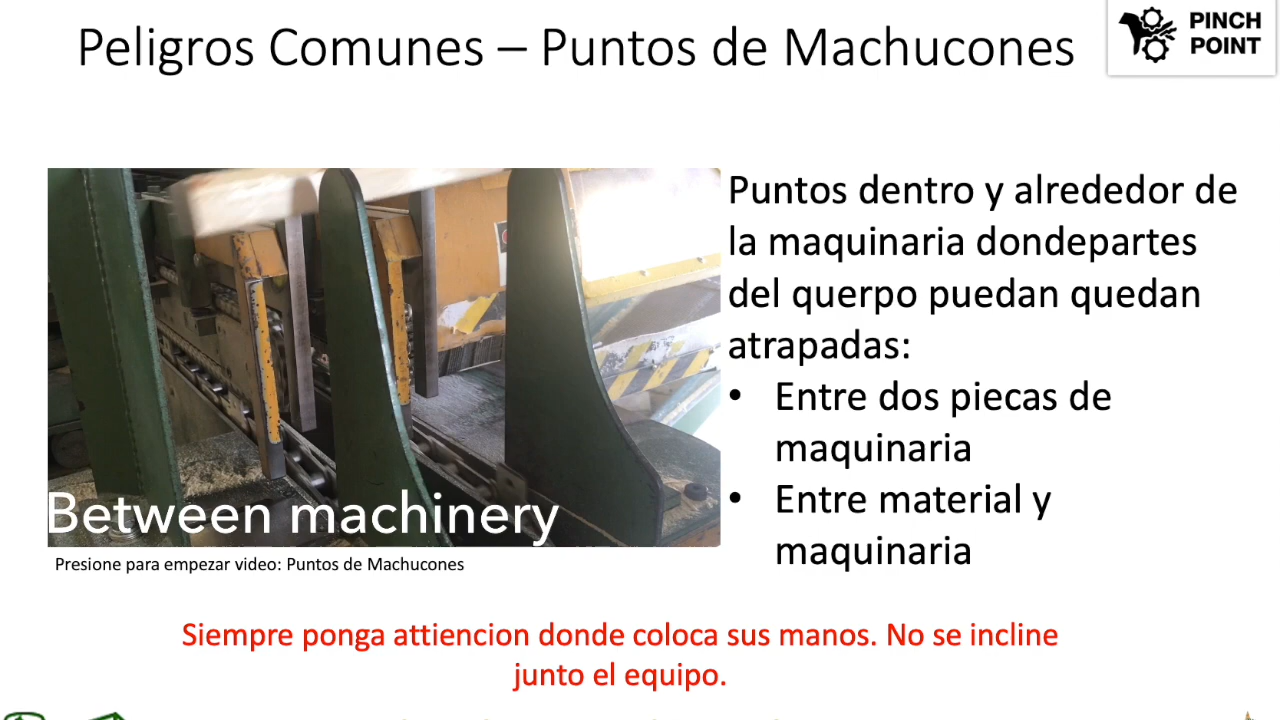 Peligros Comunes – Puntos de Machucones
PINCH
POINT
Puntos dentro y alrededor de
la maquinaria dondepartes
del querpo puedan quedan
atrapadas:
• Entre dos piecas de
maquinaria
• Entre material y
maquinaria
Between machinery
Presione para empezar video: Puntos de Machucones
Siempre ponga attiencion donde coloca sus manos. No se incline
junto el equipo.